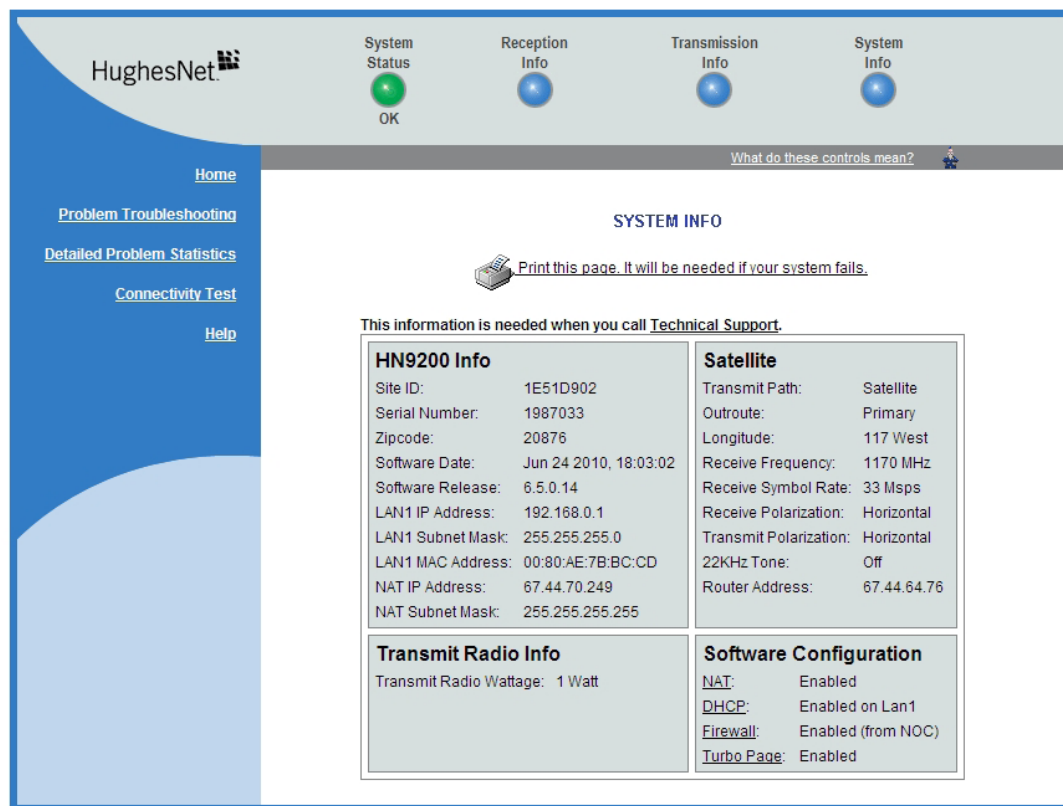 HughesNet.
System Status
OK
Reception Info
Transmission Info
System Info
What do these controls mean?
Home
Problem Troubleshooting
Detailed Problem Statistics
Connectivity Test
Help
SYSTEM INFO
Print this page. It will be needed if your system fails.
This information is needed when you call Technical Support.
HN9200 Info
Site ID: 1E51D902
Serial Number: 1987033
Zipcode: 20876
Software Date: Jun 24 2010, 18:03:02
Software Release: 6.5.0.14
LAN1 IP Address: 192.168.0.1
LAN1 Subnet Mask: 255.255.255.0
LAN1 MAC Address: 00:80:AE:7B:BC:CD
NAT IP Address: 67.44.70.249
NAT Subnet Mask: 255.255.255.255
Satellite
Transmit Path: Satellite
Outroute: Primary
Longitude: 117 West
Receive Frequency: 1170 MHz
Receive Symbol Rate: 33 Msps
Receive Polarization: Horizontal
Transmit Polarization: Horizontal
22KHz Tone: Off
Router Address: 67.44.64.76
Transmit Radio Info
Transmit Radio Wattage: 1 Watt
Software Configuration
NAT: Enabled
DHCP: Enabled on Lan1
Firewall: Enabled (from NOC)
Turbo Page: Enabled